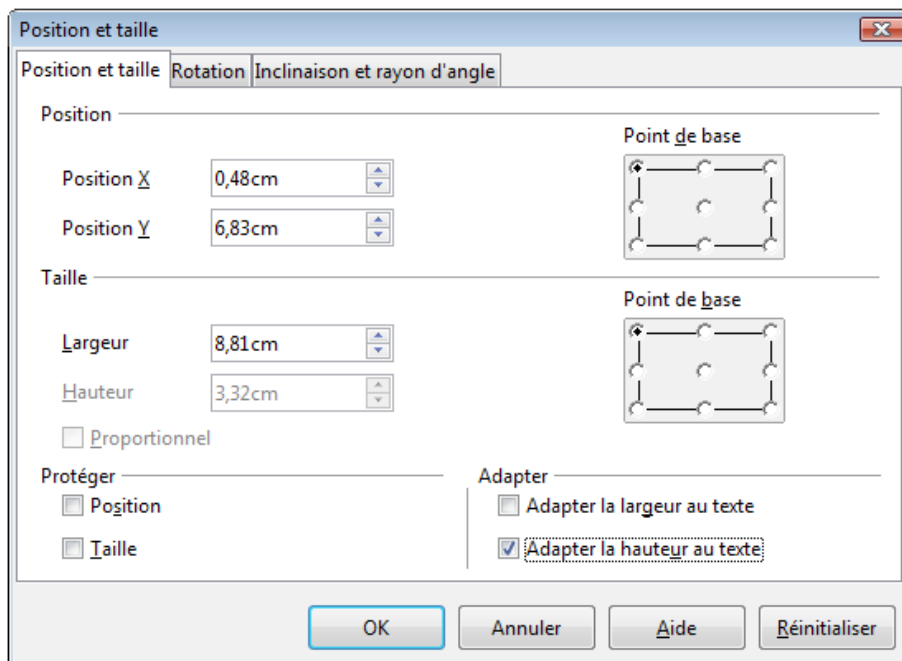 Position et taille
Position et taille Rotation Inclinaison et rayon d'angle
Position
Point de base
Position X 0,48cm
Position Y 6,83cm
Taille
Point de base
Largeur 8,81cm
Hauteur 3,32cm
Proportionnel
Protéger
Adapter
Position
Adapter la largeur au texte
Taille
Adapter la hauteur au texte
OK Annuler Aide Réinitialiser